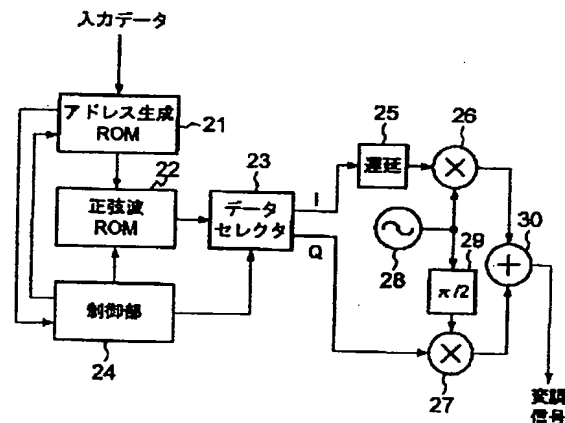 入力データ
アドレス生成
ROM
21
22
正弦波
ROM
23
データ
セレクタ
I
Q
制御部
24
25
遅延
26
28
29
π/2
27
30
変調
信号